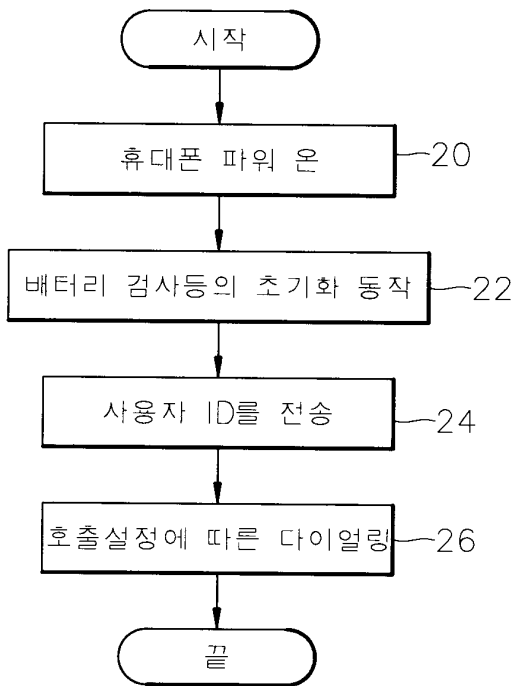 시작
휴대폰 파워 온
20
배터리 검사등의 초기화 동작
22
사용자 ID를 전송
24
호출설정에 따른 다이얼링
26
끝